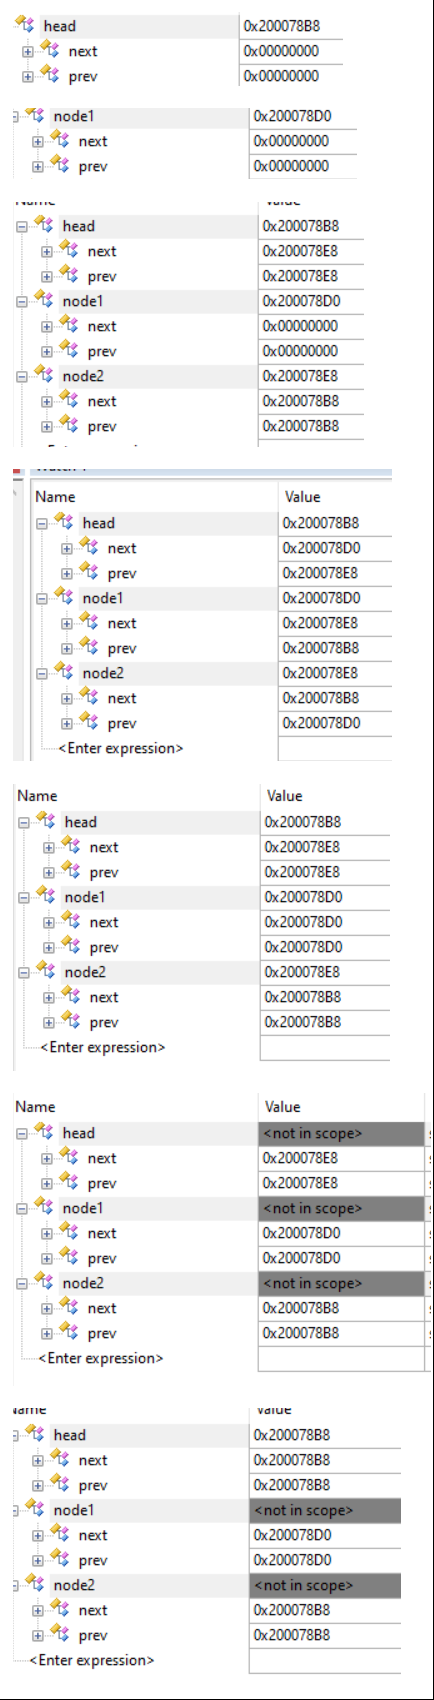 head 0x200078B8
next 0x00000000
prev 0x00000000
node1 0x200078D0
next 0x00000000
prev 0x00000000
Name Value
head 0x200078B8
next 0x200078E8
prev 0x200078E8
node1 0x200078D0
next 0x00000000
prev 0x00000000
node2 0x200078E8
next 0x200078B8
prev 0x200078B8
Name Value
head 0x200078B8
next 0x200078D0
prev 0x200078E8
node1 0x200078D0
next 0x200078E8
prev 0x200078B8
node2 0x200078E8
next 0x200078B8
prev 0x200078D0
<Enter expression>
Name Value
head 0x200078B8
next 0x200078E8
prev 0x200078E8
node1 0x200078D0
next 0x200078D0
prev 0x200078D0
node2 0x200078E8
next 0x200078B8
prev 0x200078B8
<Enter expression>
Name Value
head <not in scope>
next 0x200078E8
prev 0x200078E8
node1 <not in scope>
next 0x200078D0
prev 0x200078D0
node2 <not in scope>
next 0x200078B8
prev 0x200078B8
<Enter expression>
Name Value
head 0x200078B8
next 0x200078B8
prev 0x200078B8
node1 <not in scope>
next 0x200078D0
prev 0x200078D0
node2 <not in scope>
next 0x200078B8
prev 0x200078B8
<Enter expression>